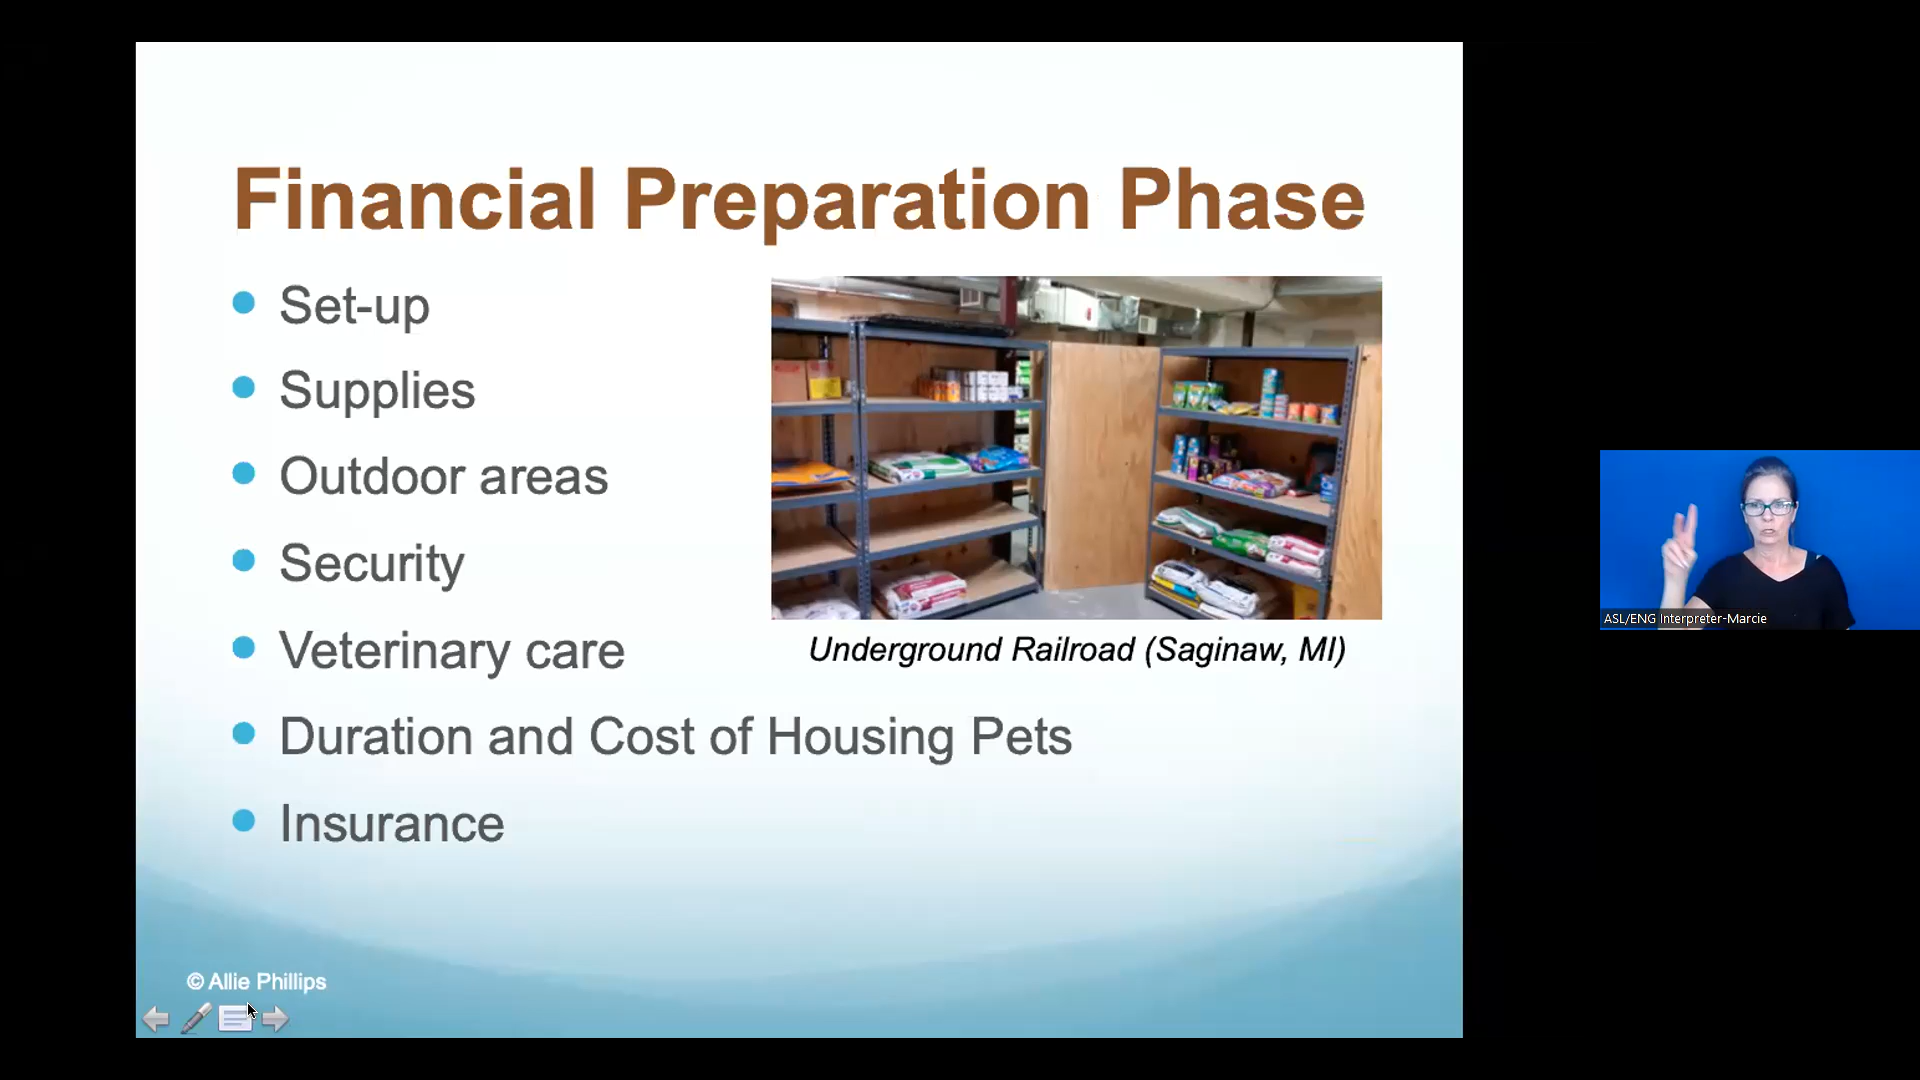 Financial Preparation Phase
Set-up
Supplies
Outdoor areas
Security
Veterinary care
Duration and Cost of Housing Pets
Insurance
Underground Railroad (Saginaw, MI)
ASL/ENG Interpreter-Marcie
© Allie Phillips